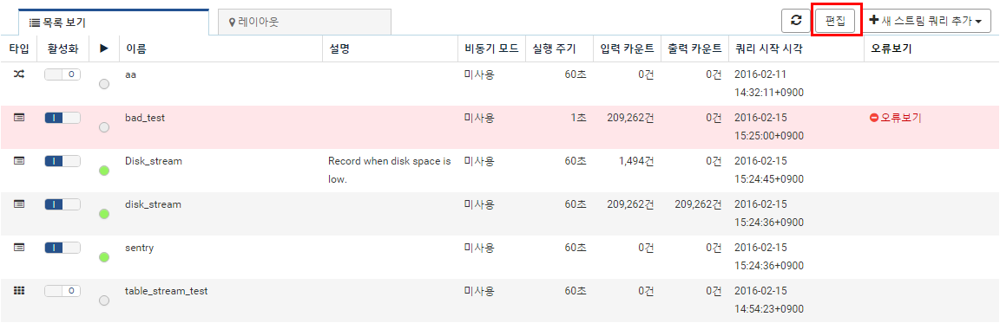 목록 보기 레이아웃 편집 새 스트림 쿼리 추가
타입 활성화 이름 설명 비동기 모드 실행 주기 입력 카운트 출력 카운트 쿼리 시작 시각 오류보기
O aa 미사용 60초 0건 0건 2016-02-11
14:32:11+0900
I bad_test 미사용 1초 209,262건 0건 2016-02-15 오류보기
15:25:00+0900
I Disk_stream Record when disk space is 미사용 60초 1,494건 0건 2016-02-15
low. 15:24:45+0900
I disk_stream 미사용 60초 209,262건 209,262건 2016-02-15
15:24:36+0900
I sentry 미사용 60초 0건 0건 2016-02-15
15:24:36+0900
O table_stream_test 미사용 60초 0건 0건 2016-02-15
14:54:23+0900